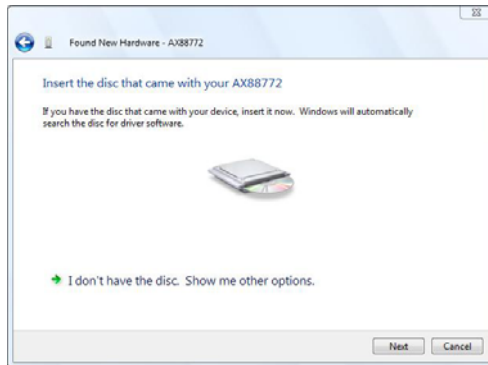 Found New Hardware - AX88772
Insert the disc that came with your AX88772
If you have the disc that came with your device, insert it now. Windows will automatically
search the disc for driver software.
I don't have the disc. Show me other options.
Next Cancel